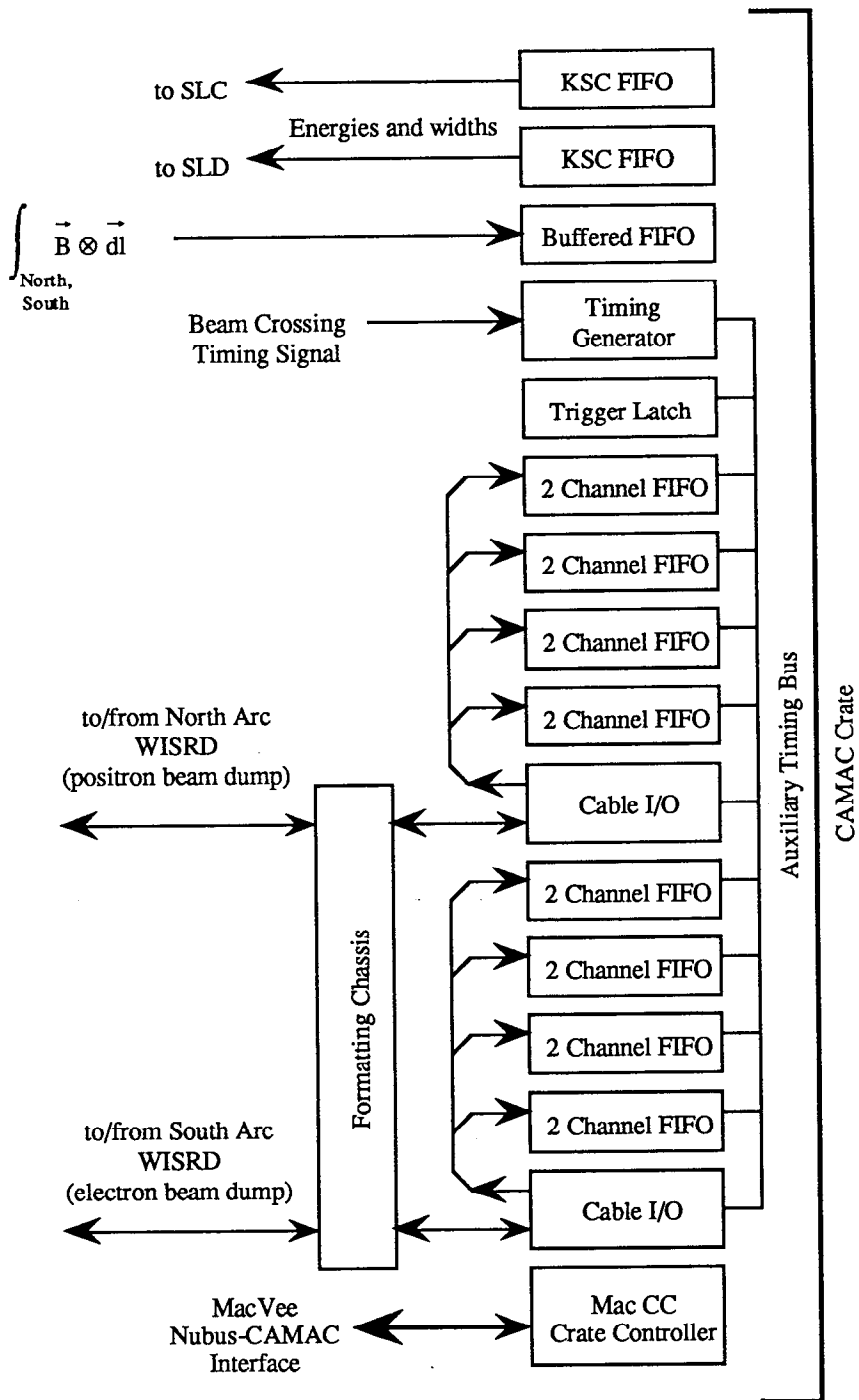 to SLC
KSC FIFO
Energies and widths
to SLD
KSC FIFO
∫ B⃗ ⊗ d⃗l
North,
South
Buffered FIFO
Beam Crossing
Timing Signal
Timing
Generator
Trigger Latch
2 Channel FIFO
2 Channel FIFO
2 Channel FIFO
2 Channel FIFO
to/from North Arc
WISRD
(positron beam dump)
Cable I/O
2 Channel FIFO
2 Channel FIFO
2 Channel FIFO
2 Channel FIFO
to/from South Arc
WISRD
(electron beam dump)
Cable I/O
Formatting Chassis
Auxiliary Timing Bus
CAMAC Crate
MacVee
Nubus-CAMAC
Interface
Mac CC
Crate Controller